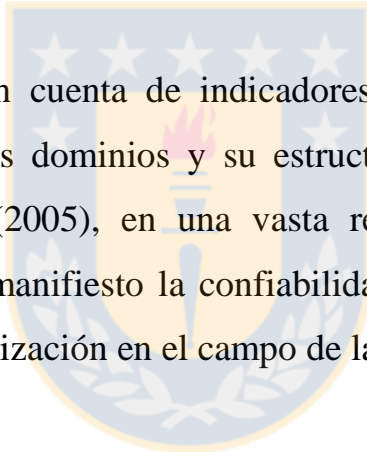 cuenta de indicadores
dominios y su estruct
(2005), en una vasta re
manifiesto la confiabilida
ización en el campo de la